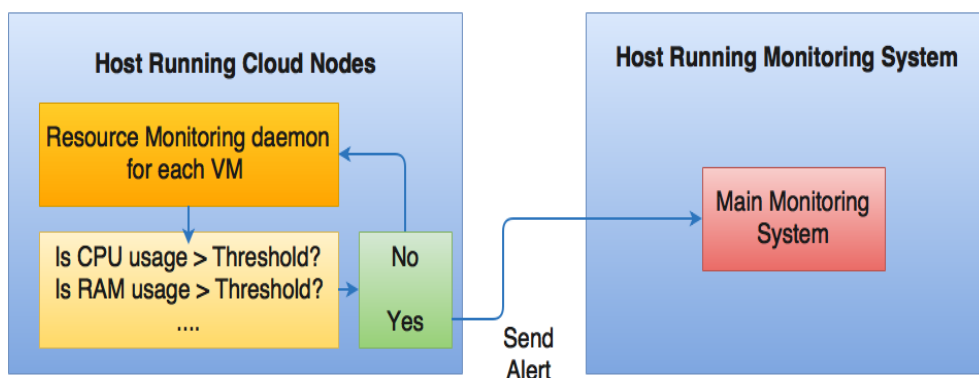 Host Running Cloud Nodes
Resource Monitoring daemon
for each VM
Is CPU usage > Threshold?
Is RAM usage > Threshold?
....
No
Yes
Send
Alert
Host Running Monitoring System
Main Monitoring
System